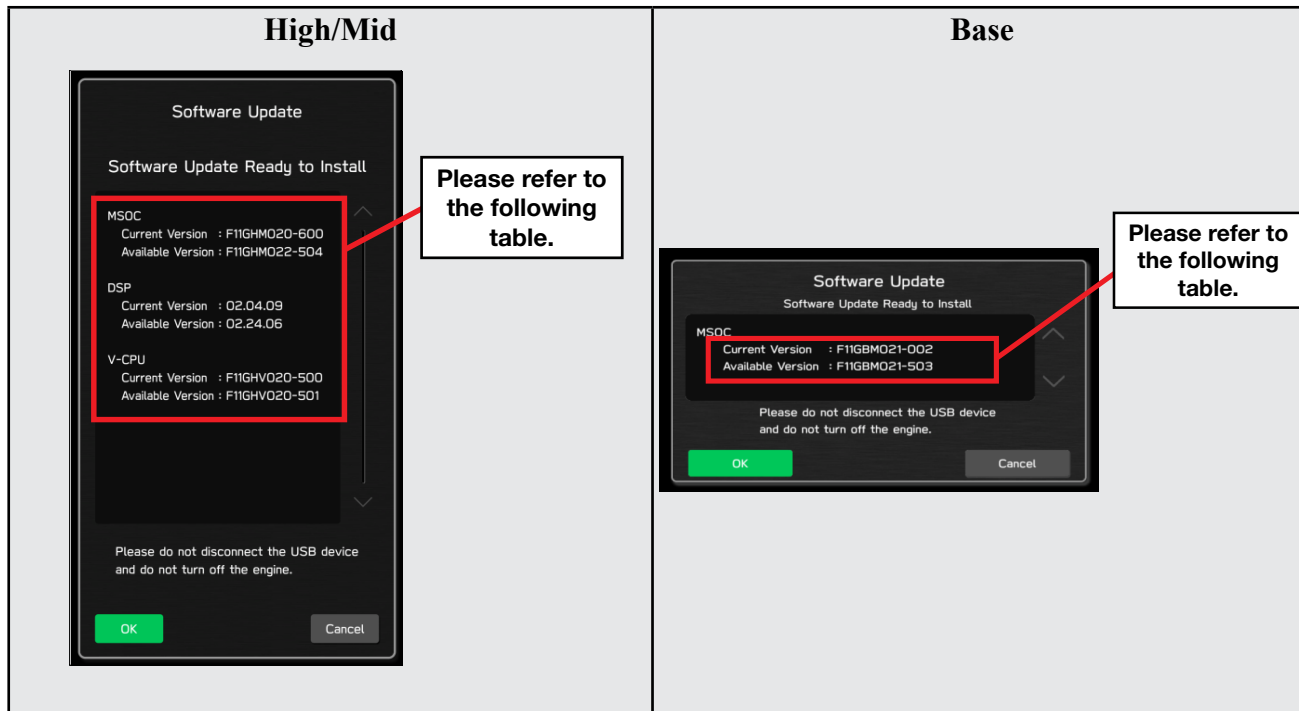 High/Mid
Software Update
Software Update Ready to Install
MSOC
Current Version : F11GHM020-600
Available Version : F11GHM022-504
DSP
Current Version : 02.04.09
Available Version : 02.24.06
V-CPU
Current Version : F11GHV020-500
Available Version : F11GHV020-501
Please do not disconnect the USB device
and do not turn off the engine.
OK
Cancel
Please refer to
the following
table.
Base
Software Update
Software Update Ready to Install
MSOC
Current Version : F11GBM021-002
Available Version : F11GBM021-503
Please do not disconnect the USB device
and do not turn off the engine.
OK
Cancel
Please refer to
the following
table.